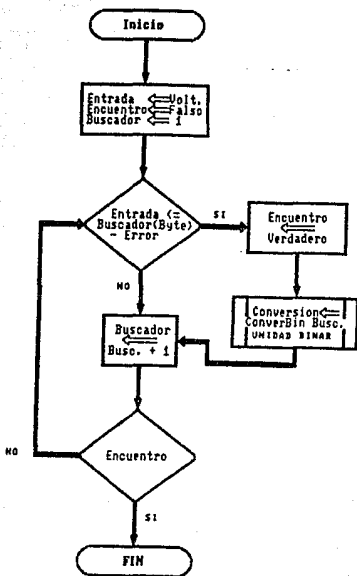 Inicio
Entrada ⇐ Volt.
Encuentro ⇐ Falso
Buscador ⇐ 1
Entrada <=
Buscador(Byte)
- Error
SI
Encuentro
⇐
Verdadero
NO
Conversion ⇐
ConverBin Busc.
UNIDAD BINAR
Buscador
⇐
Busc. + 1
NO
Encuentro
SI
FIN